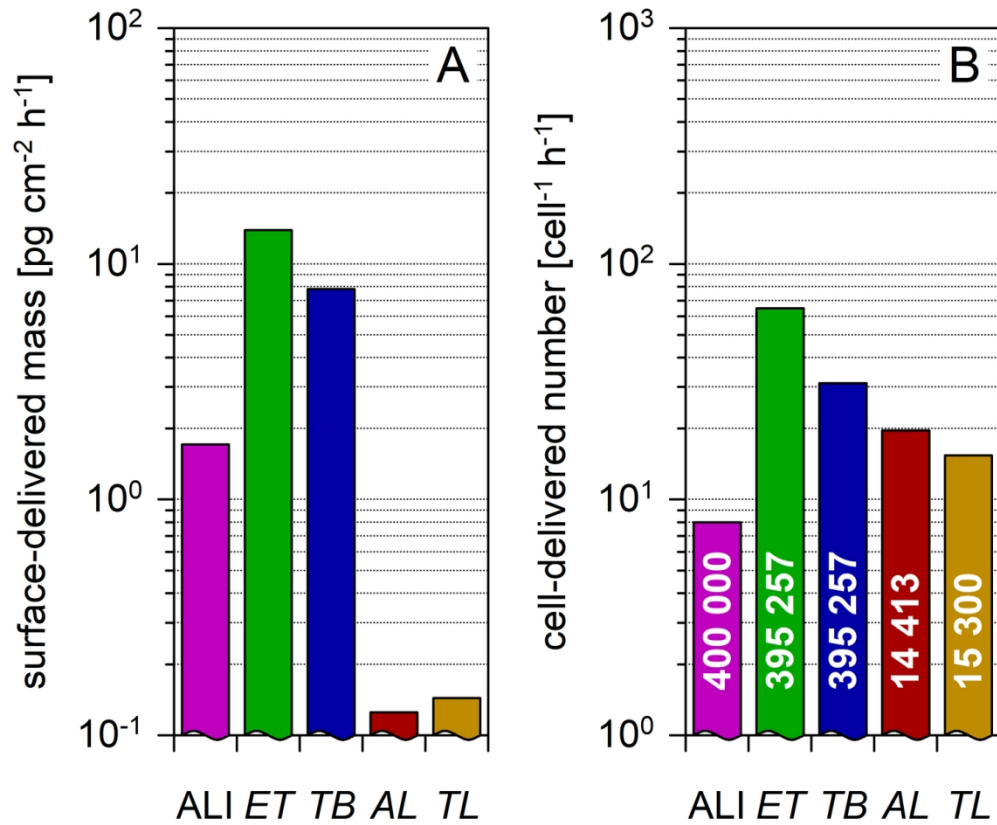 A
surface-delivered mass [pg cm⁻² h⁻¹]
10²
10¹
10⁰
10⁻¹
ALI ET TB AL TL
B
cell-delivered number [cell⁻¹ h⁻¹]
10³
10²
10¹
10⁰
400 000
395 257
395 257
14 413
15 300
ALI ET TB AL TL